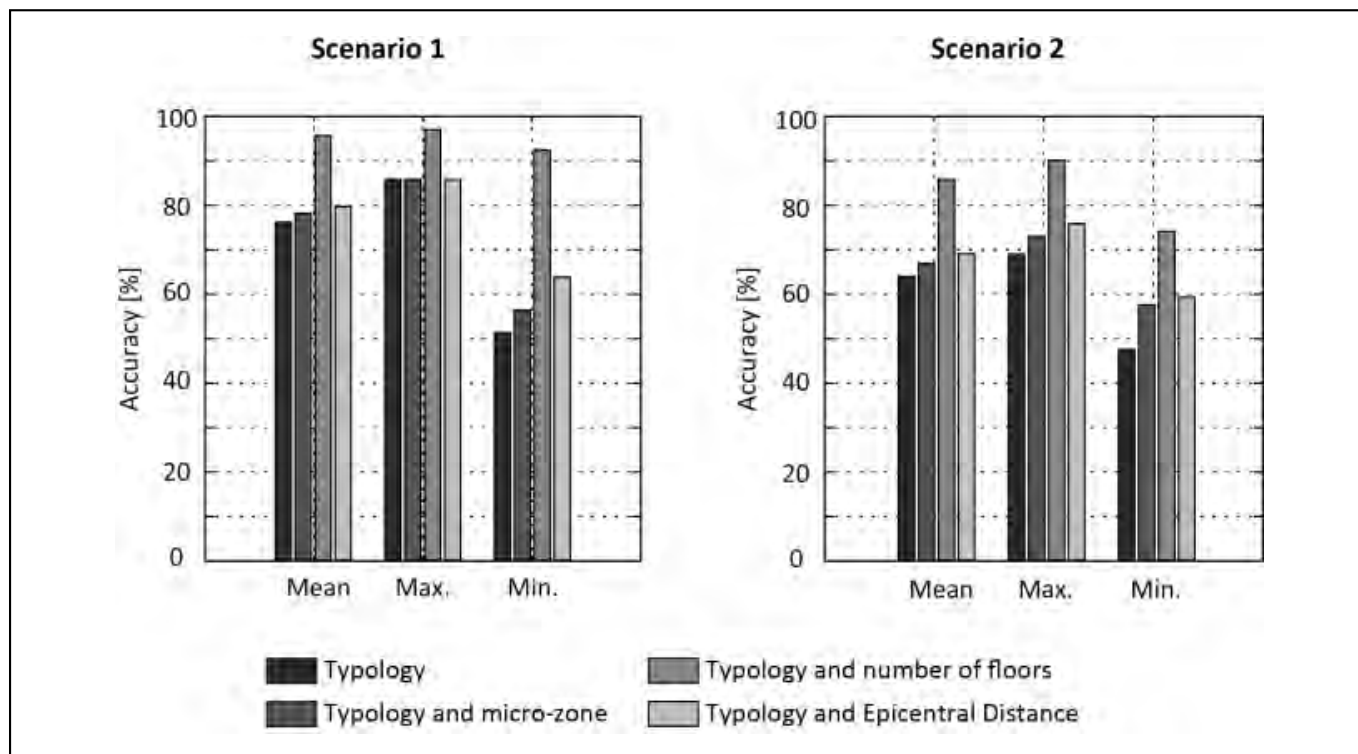 Scenario 1
Scenario 2
Accuracy [%]
100
80
60
40
20
0
Mean Max. Min.
Accuracy [%]
100
80
60
40
20
0
Mean Max. Min.
Typology
Typology and number of floors
Typology and micro-zone
Typology and Epicentral Distance